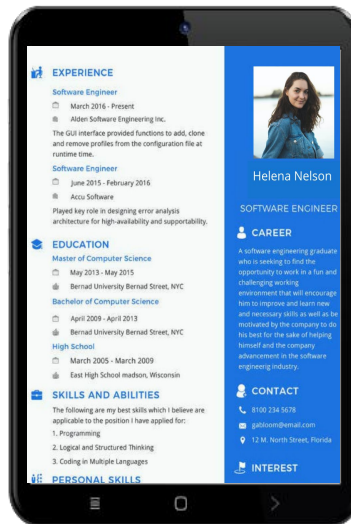 EXPERIENCE
Software Engineer
March 2016 - Present
Alden Software Engineering Inc.
The GUI interface provided functions to add, clone
and remove profiles from the configuration file at
runtime time.
Software Engineer
June 2015 - February 2016
Accu Software
Played key role in designing error analysis
architecture for high-availability and supportability.
EDUCATION
Master of Computer Science
May 2013 - May 2015
Bernad University Bernad Street, NYC
Bachelor of Computer Science
April 2009 - April 2013
Bernard University Bernad Street, NYC
High School
March 2005 - March 2009
East High School madson, Wisconsin
SKILLS AND ABILITIES
The following are my best skills which I believe are
applicable to the position I have applied for:
1. Programming
2. Logical and Structured Thinking
3. Coding in Multiple Languages
PERSONAL SKILLS
Helena Nelson
SOFTWARE ENGINEER
CAREER
A software engineering graduate
who is seeking to find the
opportunity to work in a fun and
challenging working
environment that will encourage
him to improve and learn new
and necessary skills as well as be
motivated by the company to do
his best for the sake of helping
himself and the company
advancement in the software
engineerig industry.
CONTACT
8100 234 5678
gabloom@email.com
12 M. North Street, Florida
INTEREST